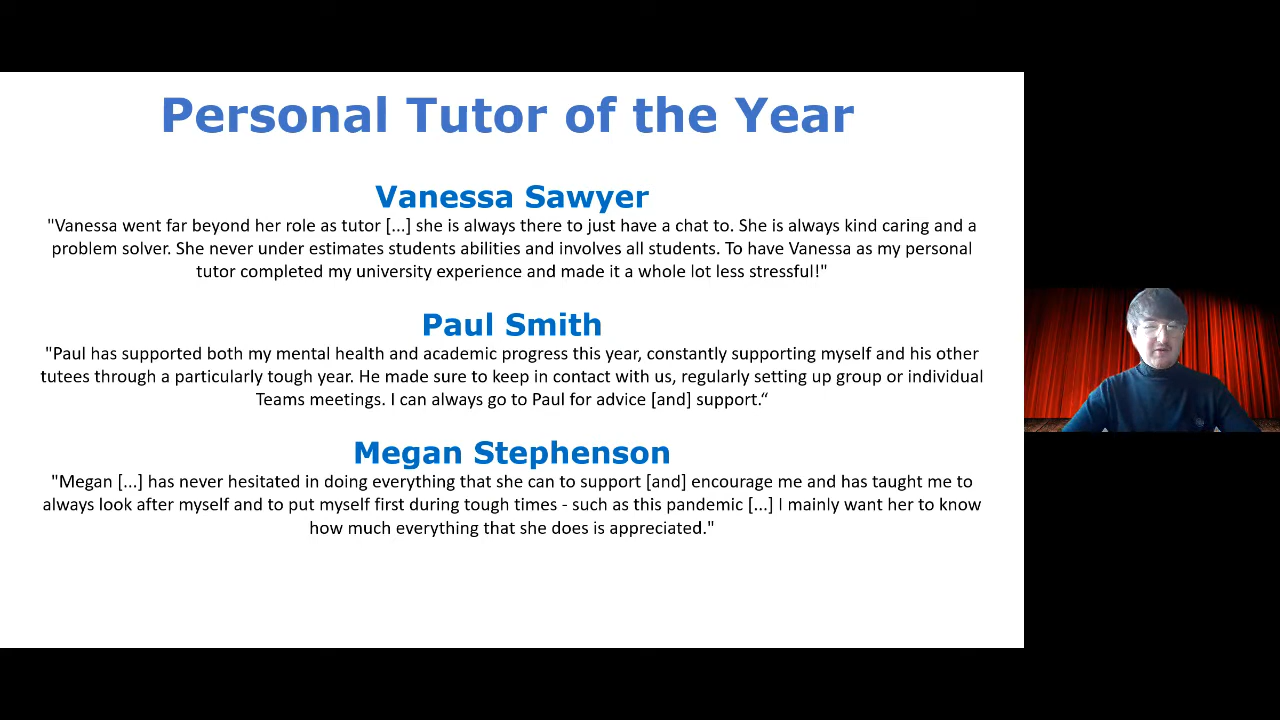 Personal Tutor of the Year
Vanessa Sawyer
"Vanessa went far beyond her role as tutor [...] she is always there to just have a chat to. She is always kind caring and a
problem solver. She never under estimates students abilities and involves all students. To have Vanessa as my personal
tutor completed my university experience and made it a whole lot less stressful!"
Paul Smith
"Paul has supported both my mental health and academic progress this year, constantly supporting myself and his other
tutees through a particularly tough year. He made sure to keep in contact with us, regularly setting up group or individual
Teams meetings. I can always go to Paul for advice [and] support.“
Megan Stephenson
"Megan [...] has never hesitated in doing everything that she can to support [and] encourage me and has taught me to
always look after myself and to put myself first during tough times - such as this pandemic [...] I mainly want her to know
how much everything that she does is appreciated."